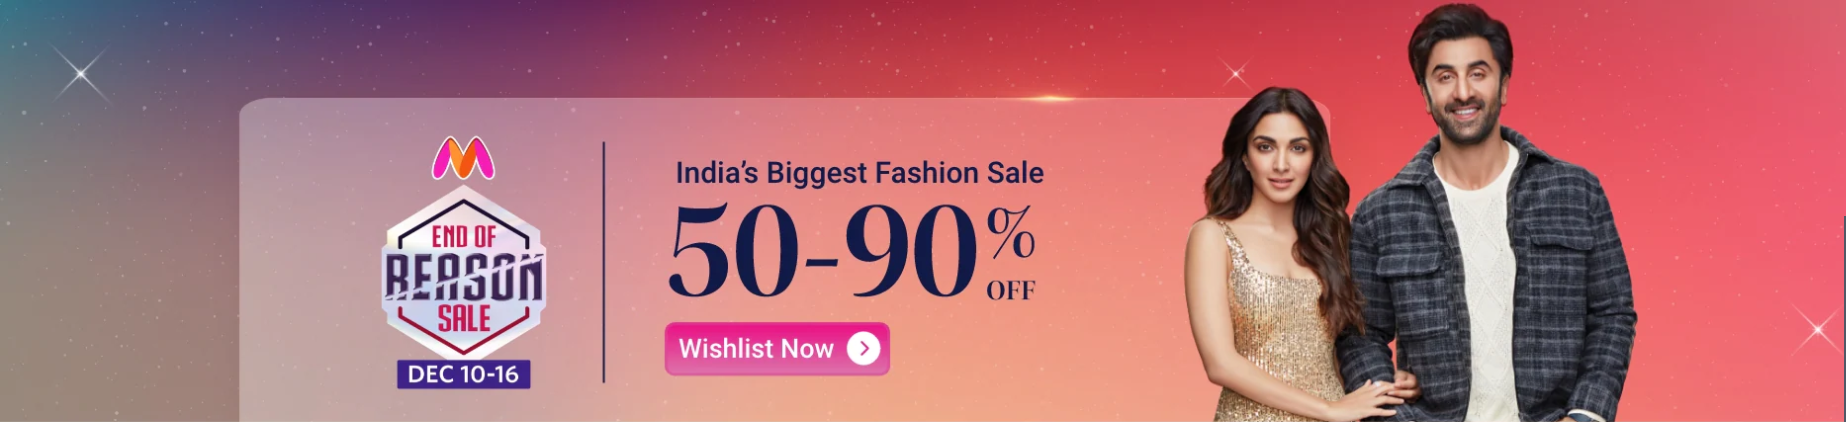 END OF
REASON
SALE
DEC 10-16
India's Biggest Fashion Sale
50-90%
OFF
Wishlist Now